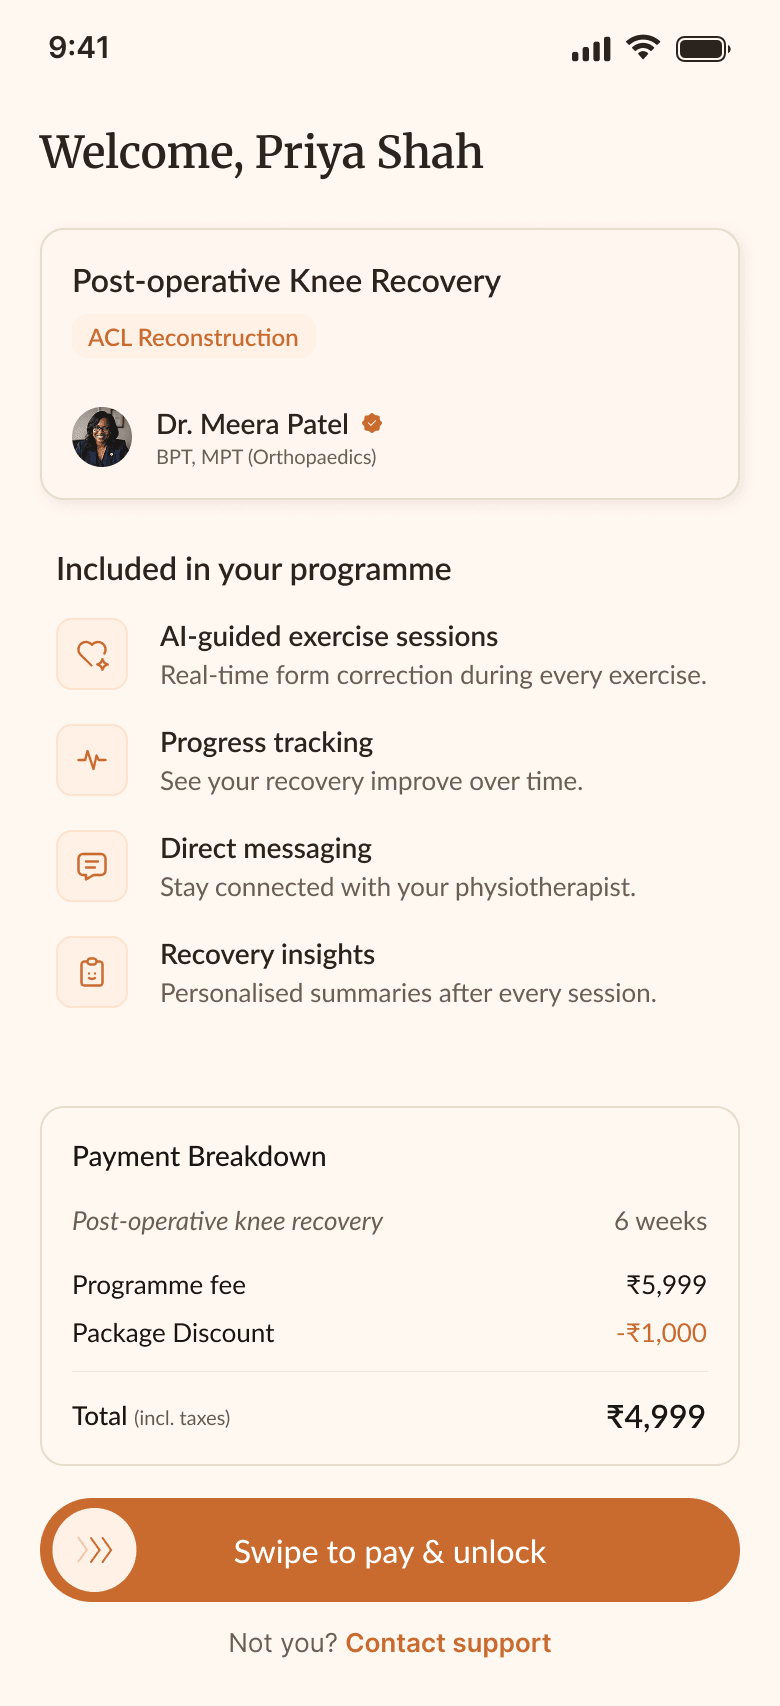 9:41
Welcome, Priya Shah
Post-operative Knee Recovery
ACL Reconstruction
Dr. Meera Patel
BPT, MPT (Orthopaedics)
Included in your programme
AI-guided exercise sessions
Real-time form correction during every exercise.
Progress tracking
See your recovery improve over time.
Direct messaging
Stay connected with your physiotherapist.
Recovery insights
Personalised summaries after every session.
Payment Breakdown
Post-operative knee recovery 6 weeks
Programme fee ₹5,999
Package Discount -₹1,000
Total (incl. taxes) ₹4,999
Swipe to pay & unlock
Not you? Contact support